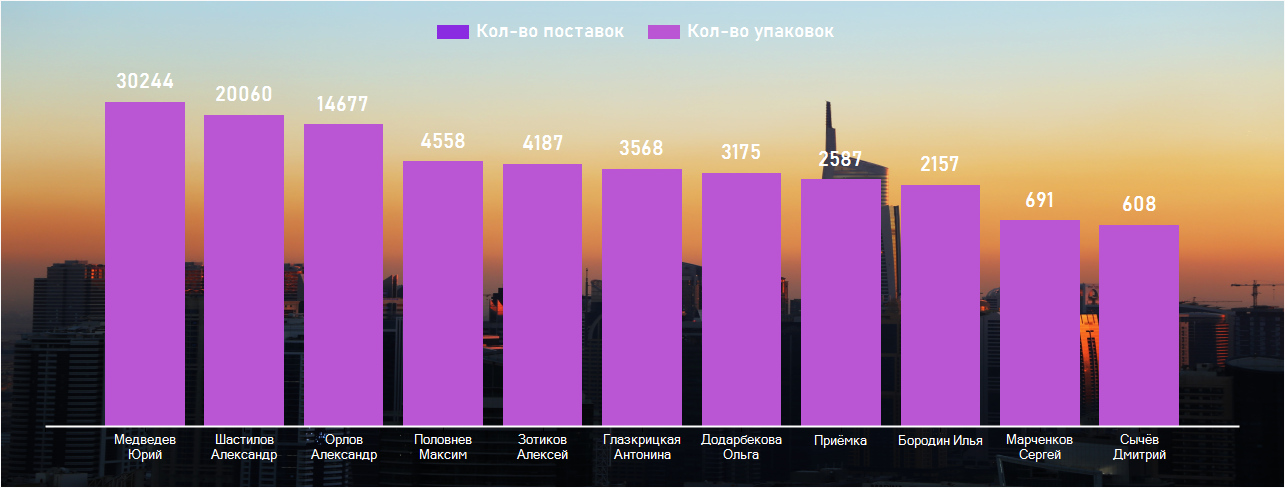 Кол-во поставок Кол-во упаковок
30244
20060
14677
4558
4187
3568
3175
2587
2157
691
608
Медведев
Юрий
Шастилов
Александр
Орлов
Александр
Половнев
Максим
Зотиков
Алексей
Глазкрицкая
Антонина
Додарбекова
Ольга
Приёмка
Бородин Илья
Марченков
Сергей
Сычёв
Дмитрий